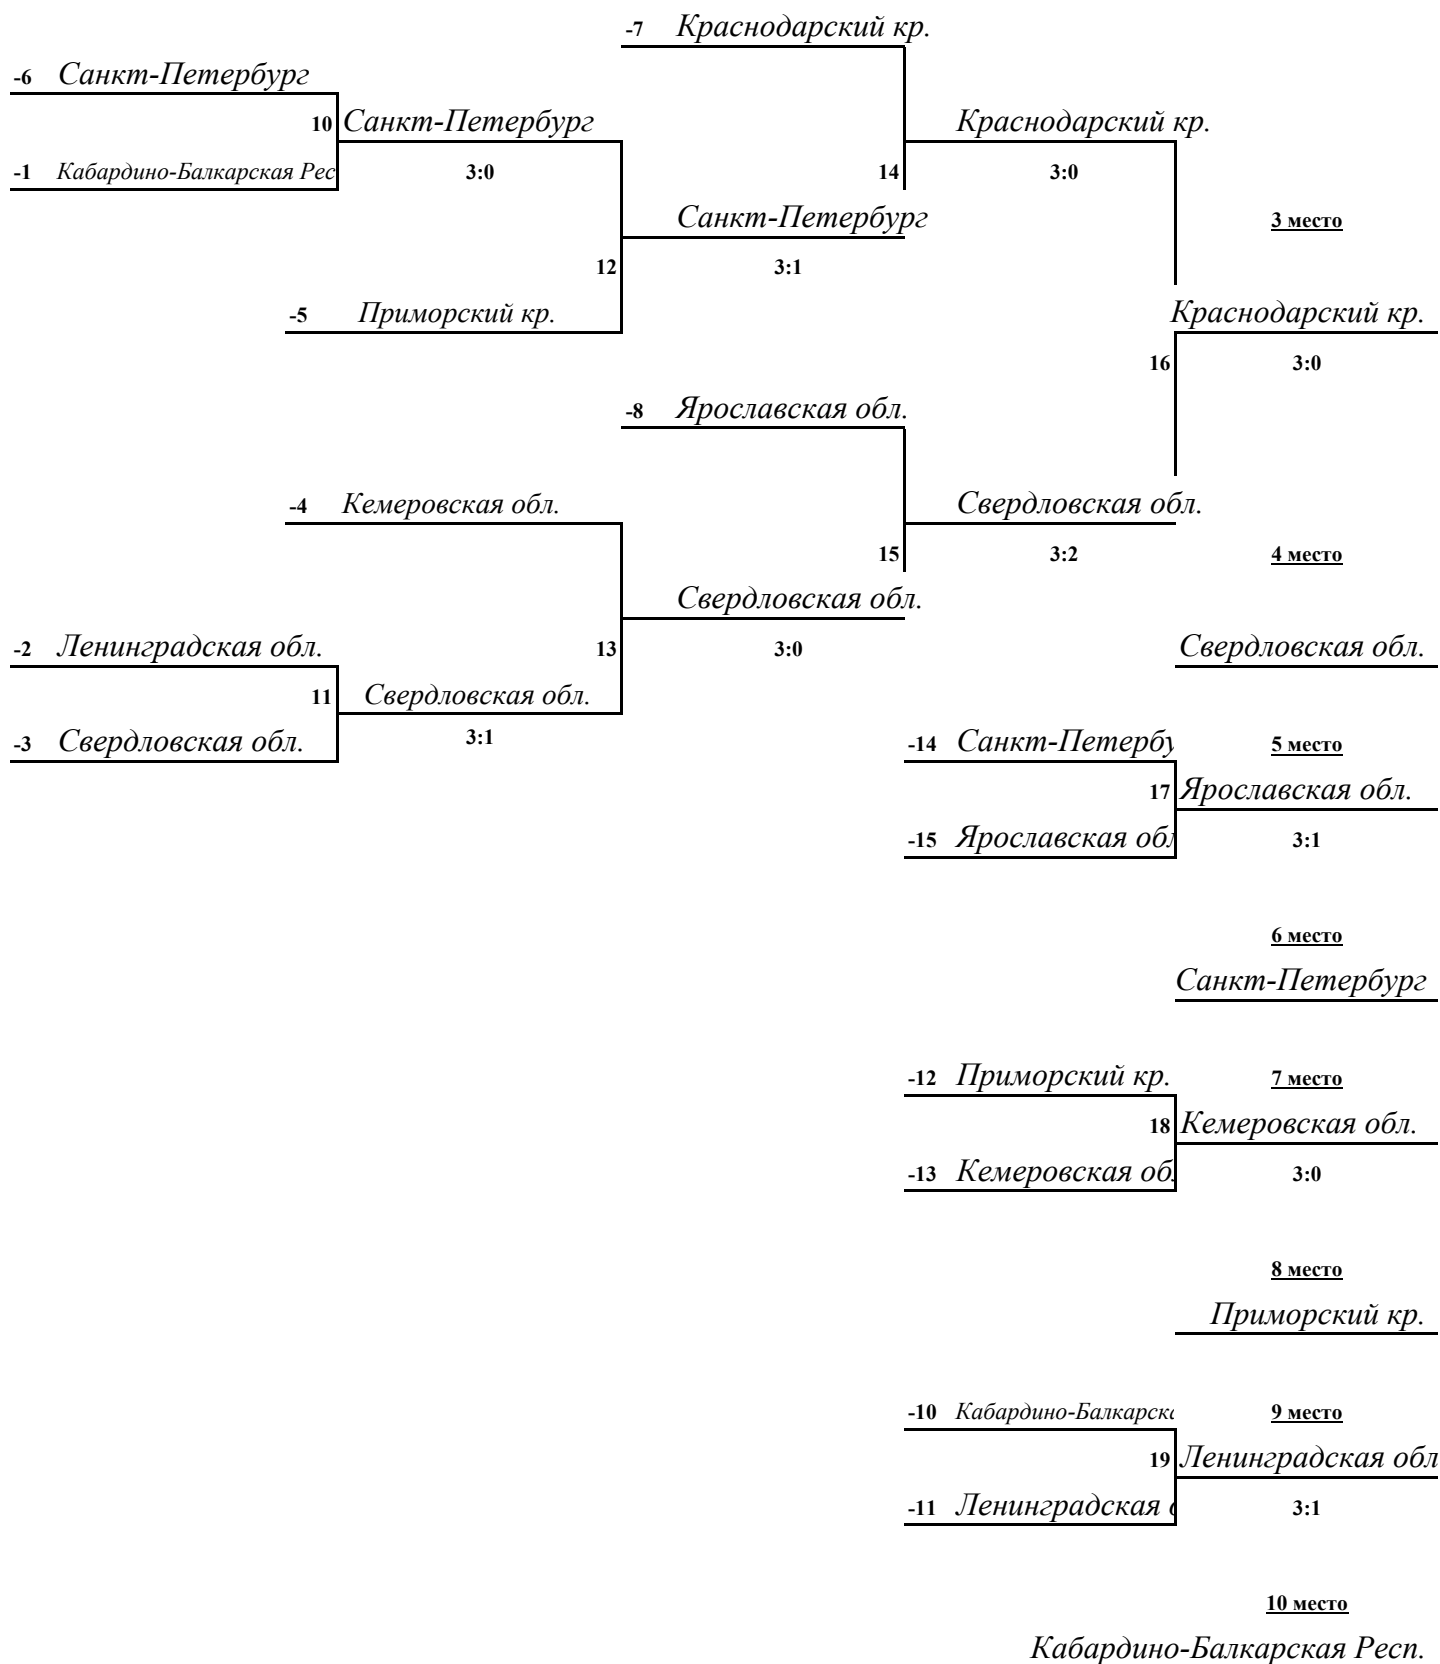 -7 Краснодарский кр.
-6 Санкт-Петербург
10 Санкт-Петербург Краснодарский кр.
-1 Кабардино-Балкарская Рес 3:0 14 3:0
Санкт-Петербург 3 место
12 3:1
-5 Приморский кр. Краснодарский кр.
16 3:0
-8 Ярославская обл.
-4 Кемеровская обл. Свердловская обл.
15 3:2 4 место
Свердловская обл.
-2 Ленинградская обл. 13 3:0 Свердловская обл.
11 Свердловская обл.
-3 Свердловская обл. 3:1 -14 Санкт-Петербу 5 место
17 Ярославская обл.
-15 Ярославская обл 3:1
6 место
Санкт-Петербург
-12 Приморский кр. 7 место
18 Кемеровская обл.
-13 Кемеровская об 3:0
8 место
Приморский кр.
-10 Кабардино-Балкарска 9 место
19 Ленинградская обл
-11 Ленинградская о 3:1
10 место
Кабардино-Балкарская Респ.